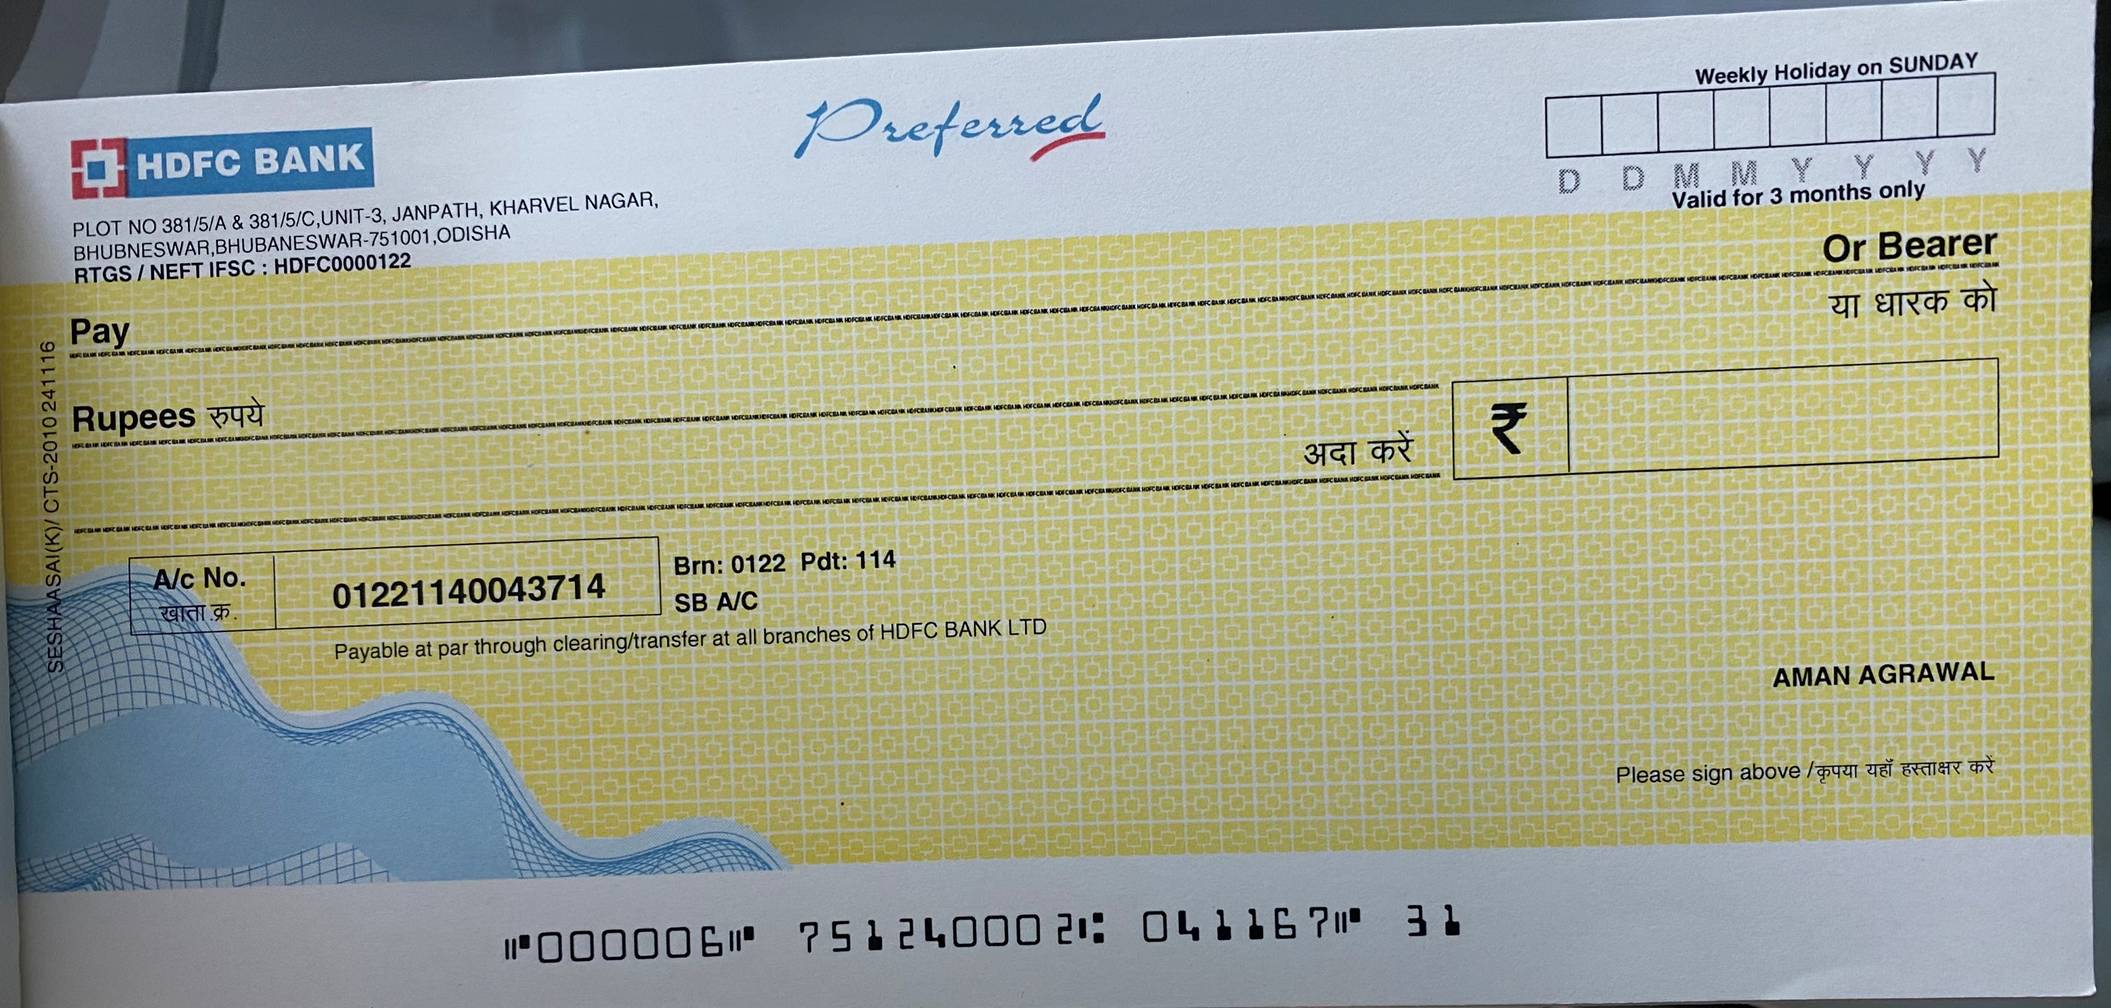 Weekly Holiday on SUNDAY
HDFC BANK
Preferred
D D M M Y Y Y Y
Valid for 3 months only
PLOT NO 381/5/A & 381/5/C,UNIT-3, JANPATH, KHARVEL NAGAR,
BHUBNESWAR,BHUBANESWAR-751001,ODISHA
RTGS / NEFT IFSC : HDFC0000122
Pay
Or Bearer
या धारक को
Rupees रुपये
अदा करें
₹
A/c No.
खाता क्र.
01221140043714
Brn: 0122 Pdt: 114
SB A/C
Payable at par through clearing/transfer at all branches of HDFC BANK LTD
SESHAASAI(K)/ CTS-2010 241116
AMAN AGRAWAL
Please sign above /कृपया यहाँ हस्ताक्षर करें
⑈000006⑈ 751240002⑆ 041167⑈ 31